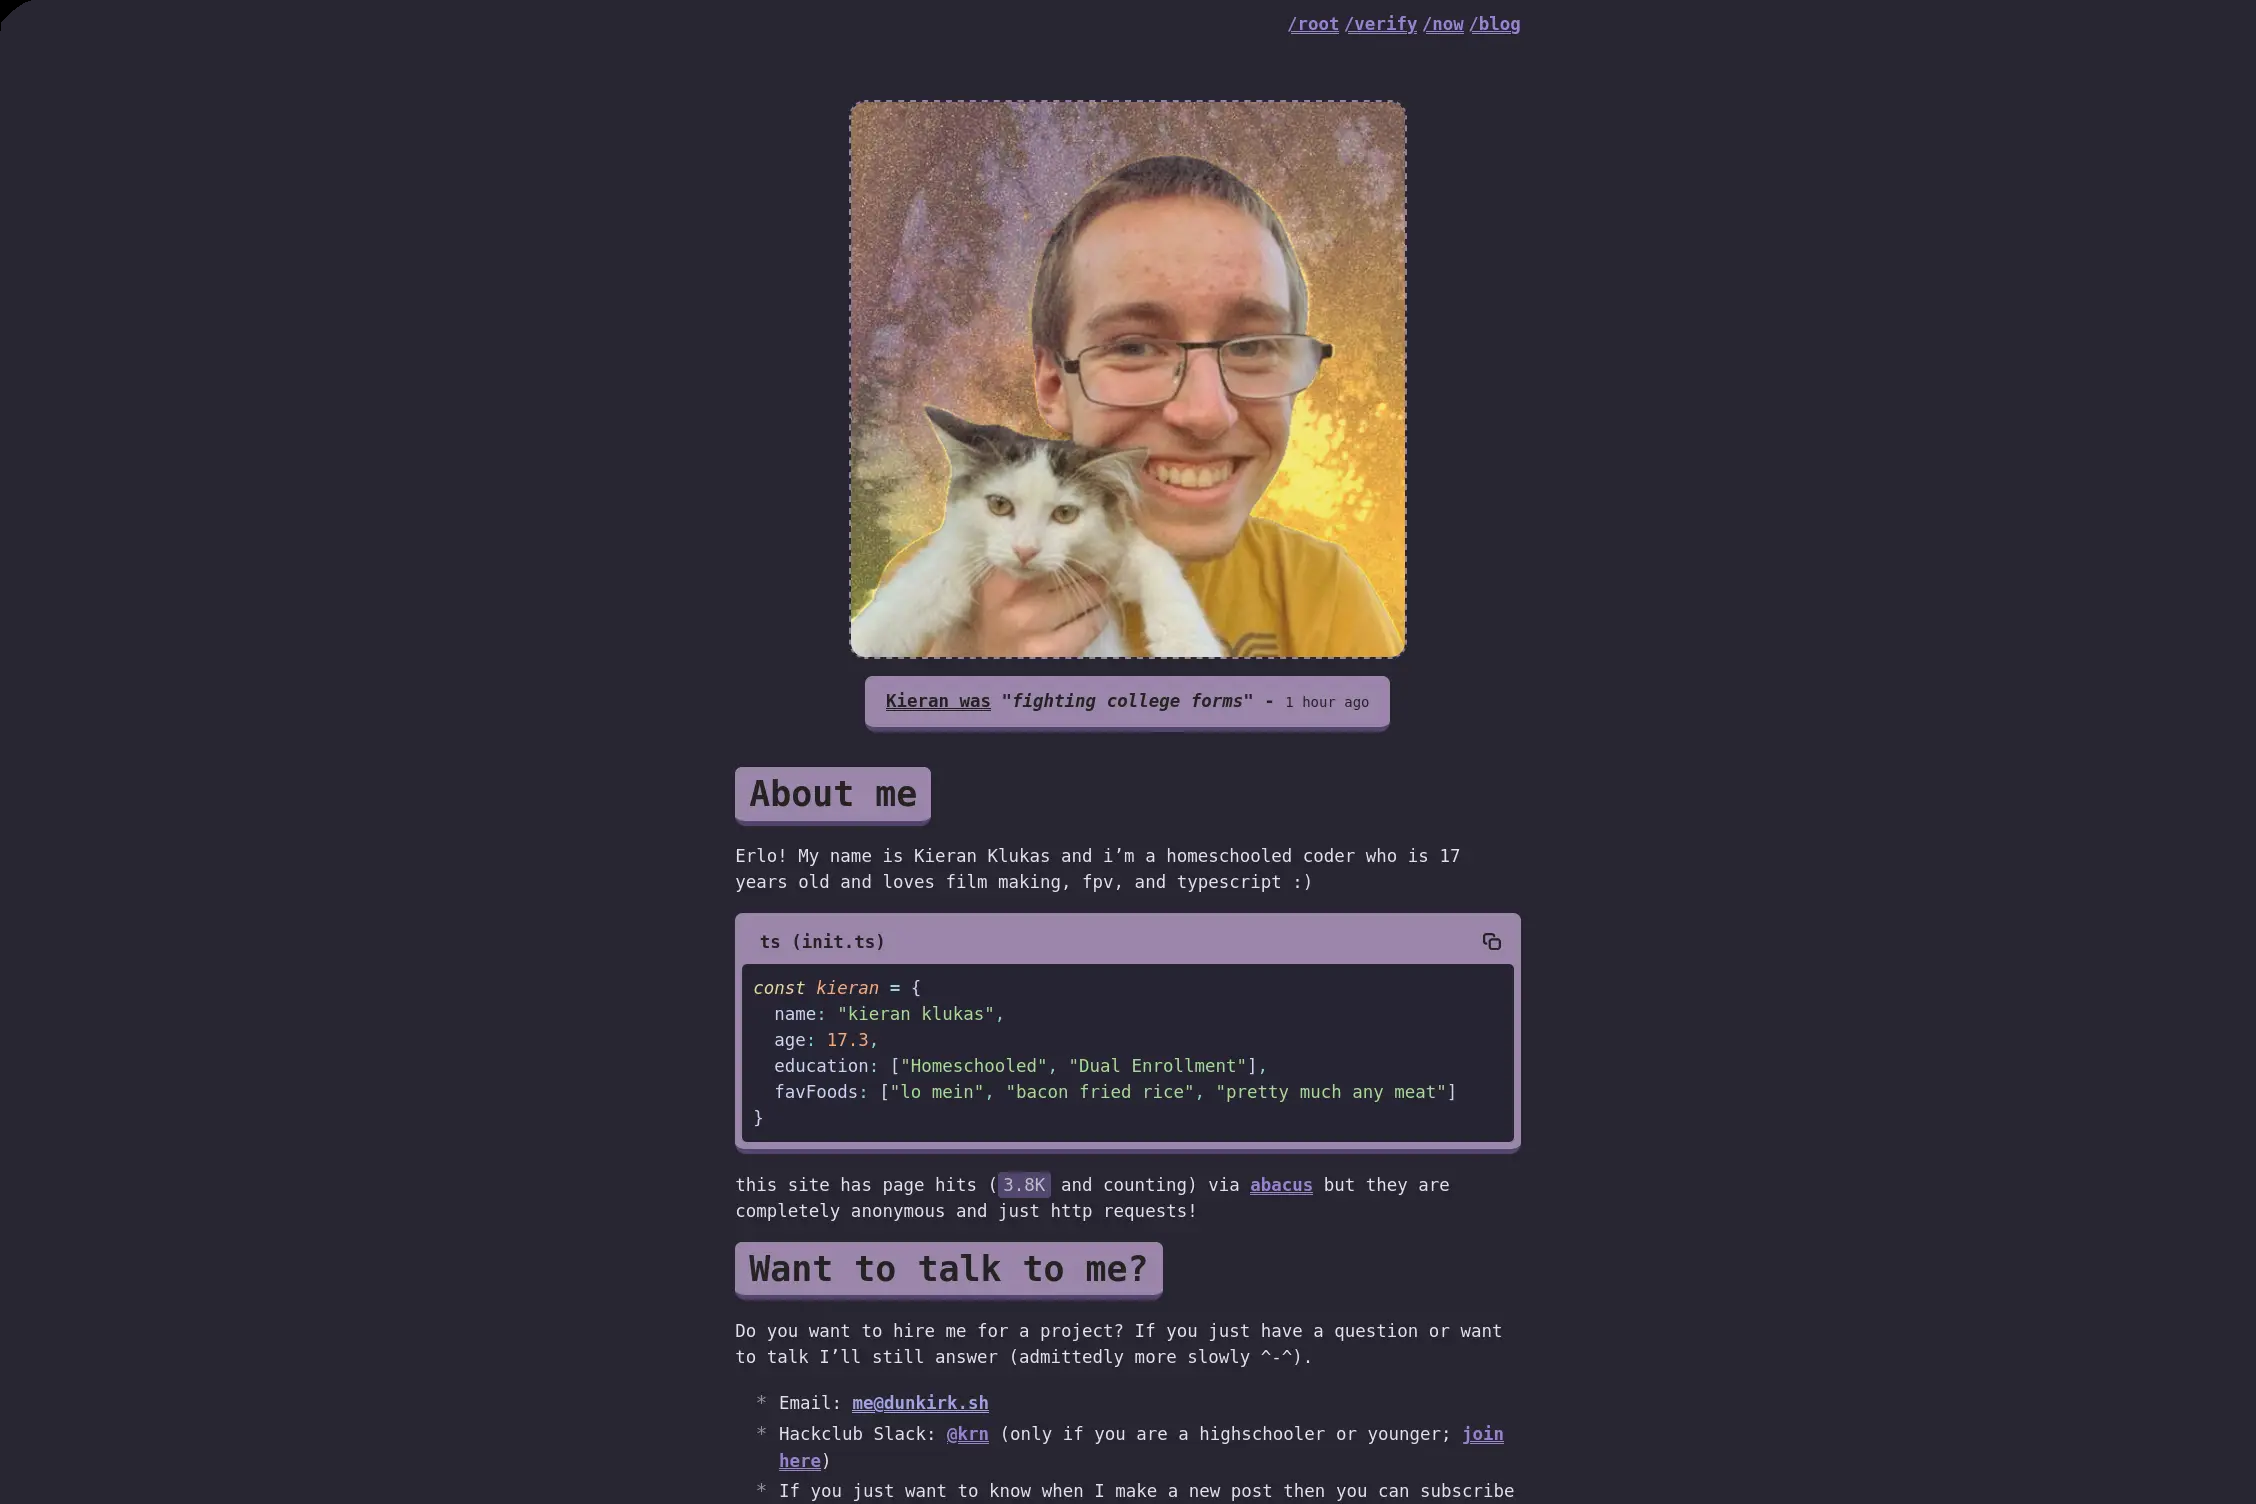 /root /verify /now /blog
Kieran was "fighting college forms" - 1 hour ago
About me
Erlo! My name is Kieran Klukas and i’m a homeschooled coder who is 17
years old and loves film making, fpv, and typescript :)
ts (init.ts)
const kieran = {
  name: "kieran klukas",
  age: 17.3,
  education: ["Homeschooled", "Dual Enrollment"],
  favFoods: ["lo mein", "bacon fried rice", "pretty much any meat"]
}
this site has page hits (3.8K and counting) via abacus but they are
completely anonymous and just http requests!
Want to talk to me?
Do you want to hire me for a project? If you just have a question or want
to talk I’ll still answer (admittedly more slowly ^-^).
* Email: me@dunkirk.sh
* Hackclub Slack: @krn (only if you are a highschooler or younger; join
here)
* If you just want to know when I make a new post then you can subscribe